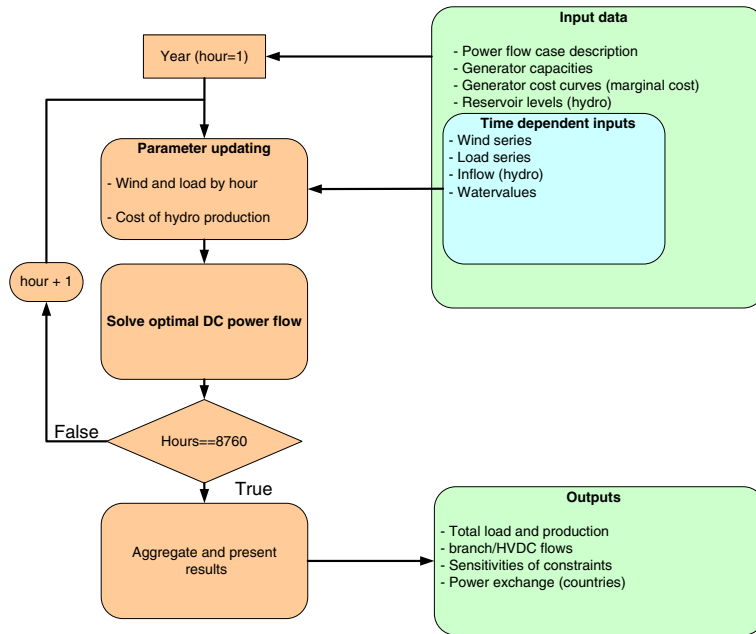 Input data
- Power flow case description
- Generator capacities
- Generator cost curves (marginal cost)
- Reservoir levels (hydro)
Time dependent inputs
- Wind series
- Load series
- Inflow (hydro)
- Watervalues
Year (hour=1)
Parameter updating
- Wind and load by hour
- Cost of hydro production
hour + 1
Solve optimal DC power flow
False
Hours==8760
True
Aggregate and present
results
Outputs
- Total load and production
- branch/HVDC flows
- Sensitivities of constraints
- Power exchange (countries)